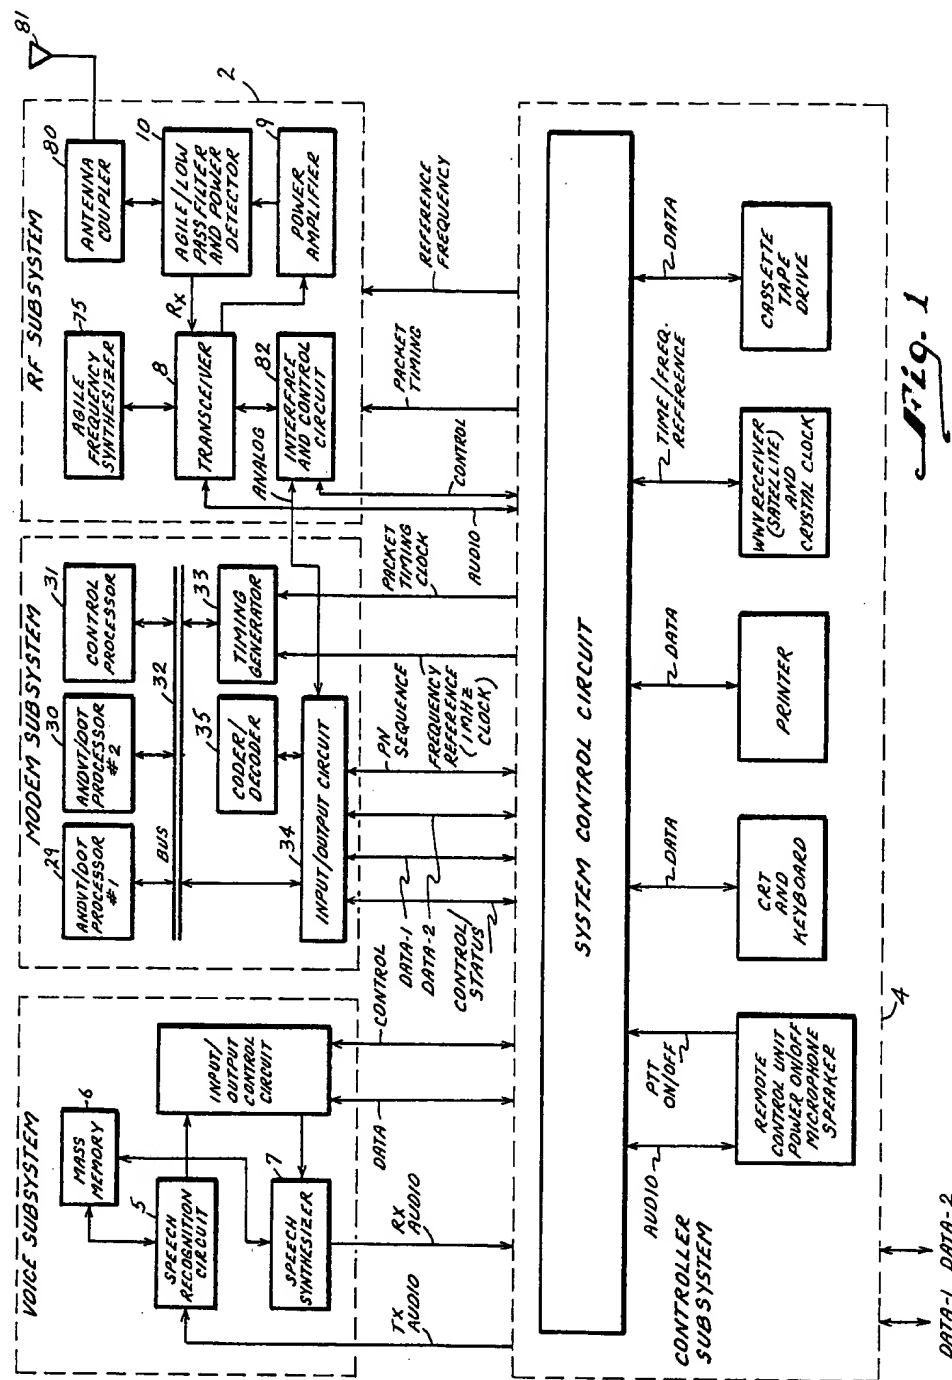 VOICE SUBSYSTEM
MASS
MEMORY
6
SPEECH
RECOGNITION
CIRCUIT
5
INPUT/
OUTPUT
CONTROL
CIRCUIT
SPEECH
SYNTHESIZER
7
TX
AUDIO
RX
AUDIO
DATA
CONTROL
MODEM SUBSYSTEM
29
ANDVT/DOT
PROCESSOR
#1
30
ANDVT/DOT
PROCESSOR
#2
31
CONTROL
PROCESSOR
BUS
32
35
CODER/
DECODER
33
TIMING
GENERATOR
34
INPUT/OUTPUT CIRCUIT
DATA-1
DATA-2
CONTROL/
STATUS
PN
SEQUENCE
FREQUENCY
REFERENCE
(1MHz
CLOCK)
PACKET
TIMING
CLOCK
RF SUBSYSTEM
75
AGILE
FREQUENCY
SYNTHESIZER
80
ANTENNA
COUPLER
81
8
TRANSCEIVER
Rx
10
AGILE/LOW
PASS FILTER
AND POWER
DETECTOR
2
ANALOG
82
INTERFACE
AND CONTROL
CIRCUIT
9
POWER
AMPLIFIER
AUDIO
CONTROL
PACKET
TIMING
REFERENCE
FREQUENCY
SYSTEM CONTROL CIRCUIT
CONTROLLER
SUBSYSTEM
AUDIO
PTT
ON/OFF
DATA
DATA
TIME/FREQ.
REFERENCE
DATA
REMOTE
CONTROL UNIT
POWER ON/OFF
MICROPHONE
SPEAKER
CRT
AND
KEYBOARD
PRINTER
WWV RECEIVER
(SATELLITE)
AND
CRYSTAL CLOCK
CASSETTE
TAPE
DRIVE
4
DATA-1 DATA-2
Fig. 1